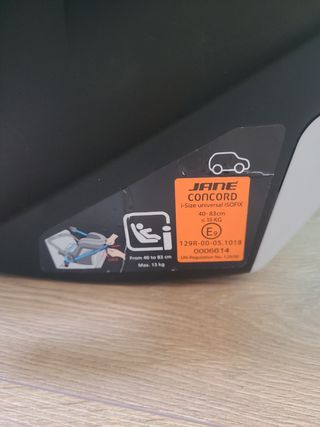 JANE
CONCORD
i-Size universal ISOFIX
40-83cm
≤ 13 KG
E9
129R-00-05.1018
0006614
UN Regulation No. 129/00
i
From 40 to 83 cm
Max. 13 kg